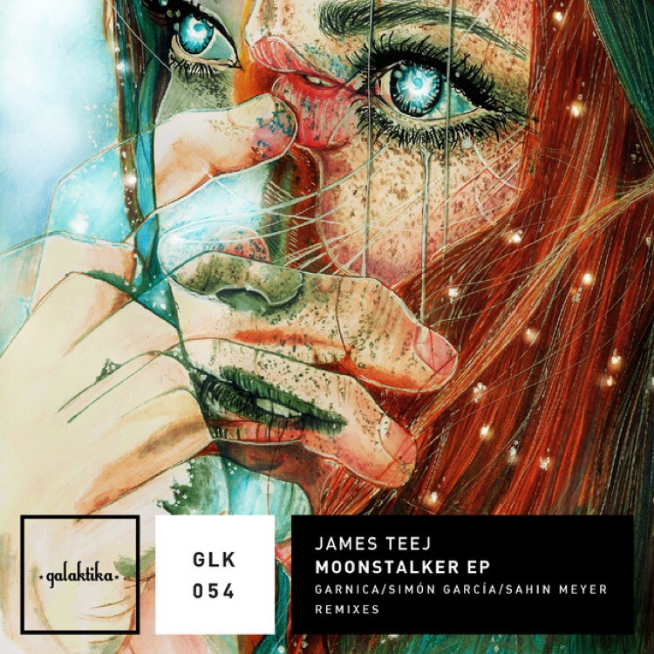 galaktika
GLK
054
JAMES TEEJ
MOONSTALKER EP
GARNICA/SIMÓN GARCÍA/SAHIN MEYER
REMIXES